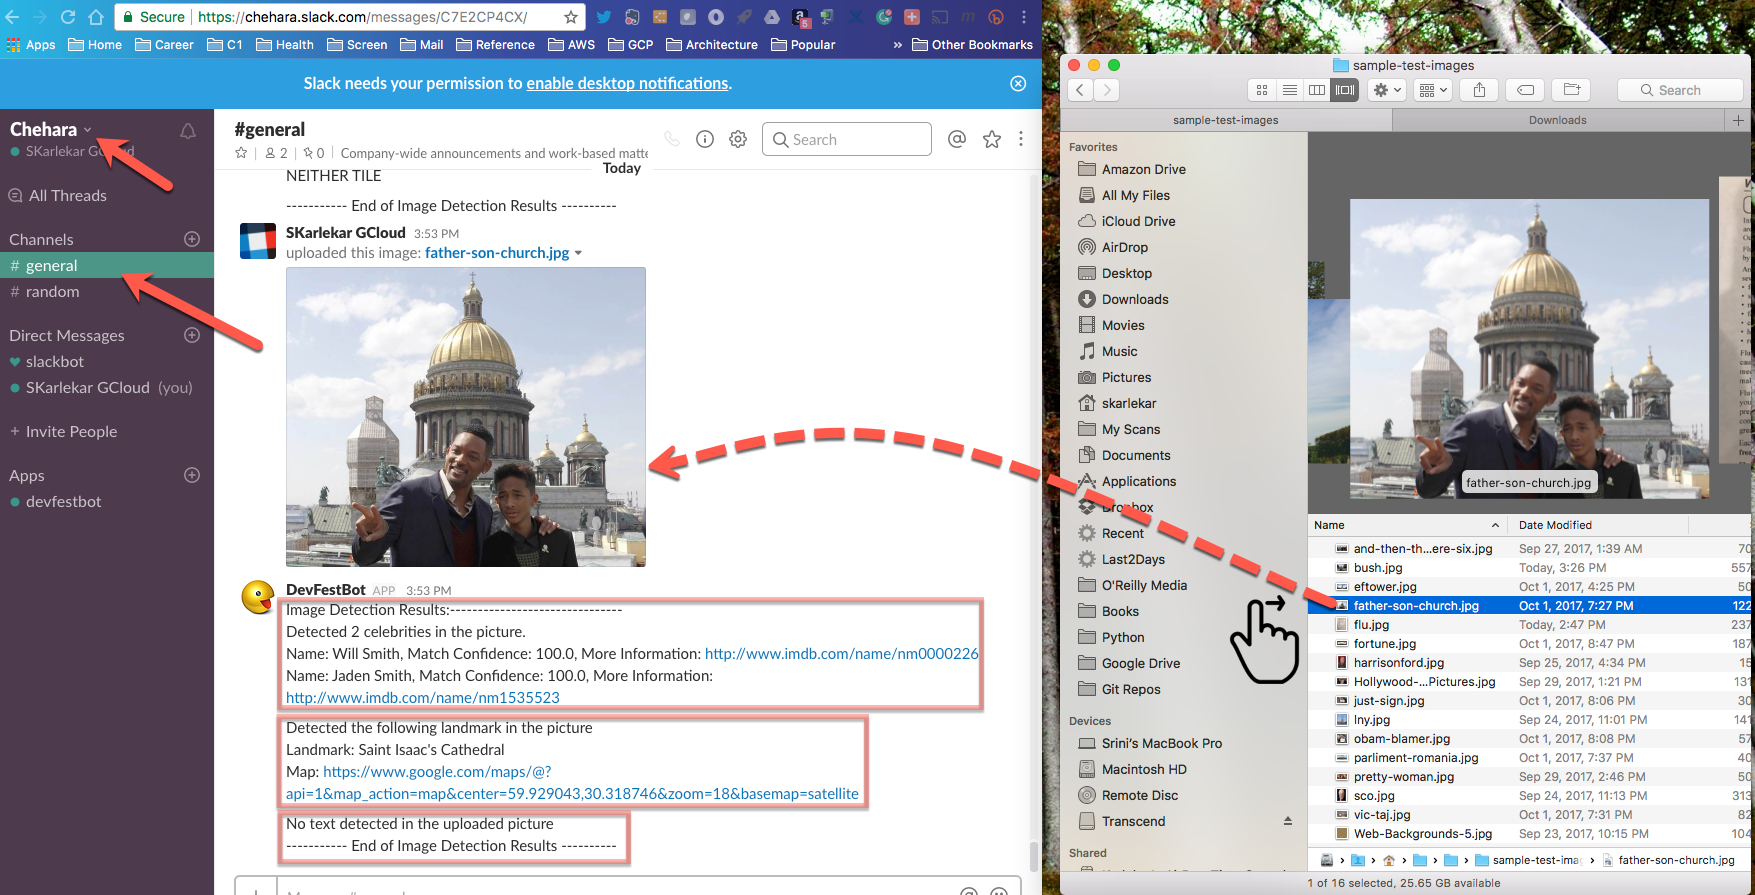 Secure
https://chehara.slack.com/messages/C7E2CP4CX/
5
Apps Home Career C1 Health Screen Mail Reference AWS GCP Architecture Popular » Other Bookmarks
Slack needs your permission to enable desktop notifications.
Chehara
SKarlekar GCloud
All Threads
Channels
# general
# random
Direct Messages
slackbot
SKarlekar GCloud (you)
+ Invite People
Apps
devfestbot
#general
2 0 Company-wide announcements and work-based matte
Search
Today
NEITHER TILE
----------- End of Image Detection Results ----------
SKarlekar GCloud 3:53 PM
uploaded this image: father-son-church.jpg
DevFestBot APP 3:53 PM
Image Detection Results:-------------------------------
Detected 2 celebrities in the picture.
Name: Will Smith, Match Confidence: 100.0, More Information: http://www.imdb.com/name/nm0000226
Name: Jaden Smith, Match Confidence: 100.0, More Information:
http://www.imdb.com/name/nm1535523
Detected the following landmark in the picture
Landmark: Saint Isaac's Cathedral
Map: https://www.google.com/maps/@?
api=1&map_action=map&center=59.929043,30.318746&zoom=18&basemap=satellite
No text detected in the uploaded picture
----------- End of Image Detection Results ----------
sample-test-images
Search
sample-test-images
Downloads
Favorites
Amazon Drive
All My Files
iCloud Drive
AirDrop
Desktop
Downloads
Movies
Music
Pictures
skarlekar
My Scans
Documents
Applications
Dropbox
Recent
Last2Days
O'Reilly Media
Books
Python
Google Drive
Git Repos
Devices
Srini's MacBook Pro
Macintosh HD
Remote Disc
Transcend
Shared
father-son-church.jpg
Name Date Modified
and-then-th...ere-six.jpg Sep 27, 2017, 1:39 AM 70
bush.jpg Today, 3:26 PM 557
eftower.jpg Oct 1, 2017, 4:25 PM 50
father-son-church.jpg Oct 1, 2017, 7:27 PM 122
flu.jpg Today, 2:47 PM 237
fortune.jpg Oct 1, 2017, 8:47 PM 187
harrisonford.jpg Sep 25, 2017, 4:34 PM 15
Hollywood-...Pictures.jpg Sep 29, 2017, 1:21 PM 131
just-sign.jpg Oct 1, 2017, 8:06 PM 30
lny.jpg Sep 24, 2017, 11:01 PM 141
obam-blamer.jpg Oct 1, 2017, 8:08 PM 57
parliment-romania.jpg Oct 1, 2017, 7:37 PM 40
pretty-woman.jpg Sep 29, 2017, 2:46 PM 50
sco.jpg Sep 24, 2017, 11:13 PM 313
vic-taj.jpg Oct 1, 2017, 7:31 PM 82
Web-Backgrounds-5.jpg Sep 23, 2017, 10:15 PM 104
sample-test-ima father-son-church.jpg
1 of 16 selected, 25.65 GB available